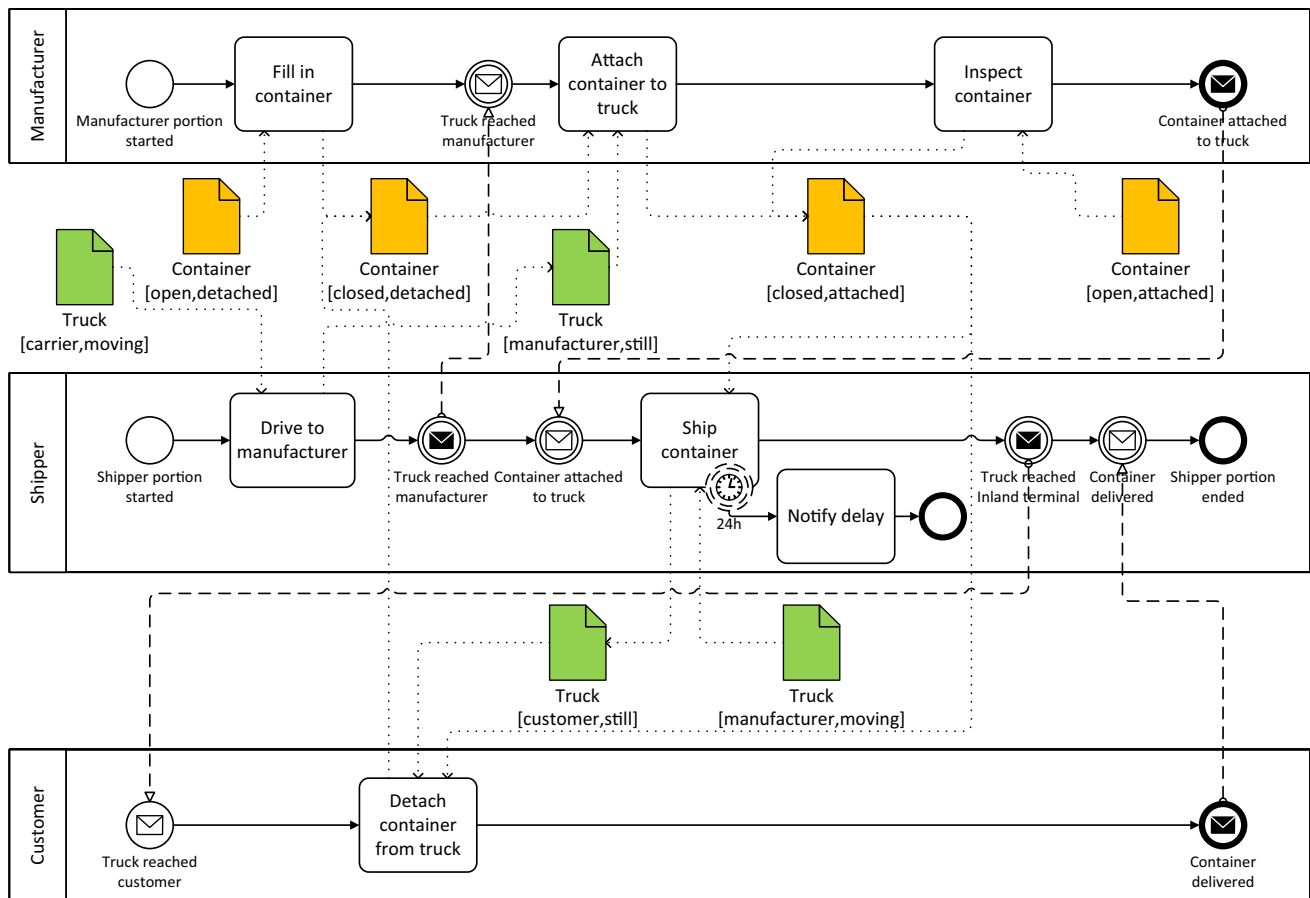 Manufacturer
Fill in
container
Attach
container to
truck
Inspect
container
Manufacturer portion
started
Truck reached
manufacturer
Container attached
to truck
Container
[open,detached]
Container
[closed,detached]
Container
[closed,attached]
Container
[open,attached]
Truck
[carrier,moving]
Truck
[manufacturer,still]
Shipper
Drive to
manufacturer
Ship
container
Shipper portion
started
Truck reached
manufacturer
Container attached
to truck
Truck reached
Inland terminal
Container
delivered
Shipper portion
ended
24h
Notify delay
Truck
[customer,still]
Truck
[manufacturer,moving]
Customer
Detach
container
from truck
Truck reached
customer
Container
delivered